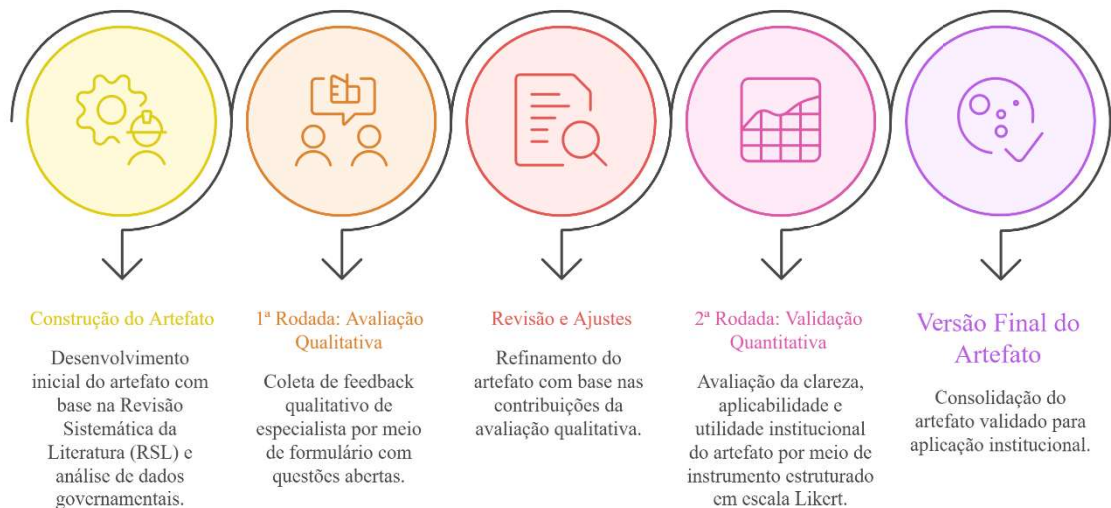 Construção do Artefato
Desenvolvimento
inicial do artefato com
base na Revisão
Sistemática da
Literatura (RSL) e
análise de dados
governamentais.
1ª Rodada: Avaliação
Qualitativa
Coleta de feedback
qualitativo de
especialista por meio
de formulário com
questões abertas.
Revisão e Ajustes
Refinamento do
artefato com base nas
contribuições da
avaliação qualitativa.
2ª Rodada: Validação
Quantitativa
Avaliação da clareza,
aplicabilidade e
utilidade institucional
do artefato por meio de
instrumento estruturado
em escala Likert.
Versão Final do
Artefato
Consolidação do
artefato validado para
aplicação institucional.